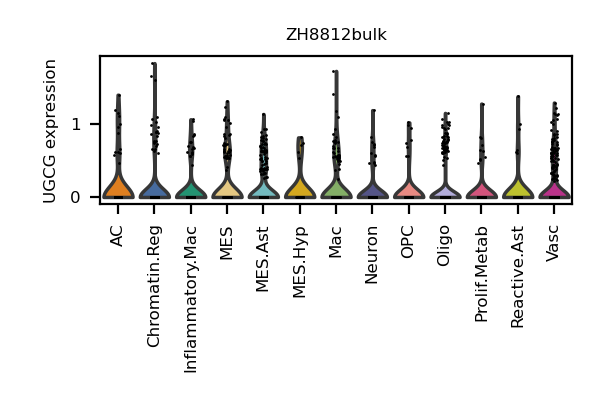 ZH8812bulk
UGCG expression
1
0
AC
Chromatin.Reg
Inflammatory.Mac
MES
MES.Ast
MES.Hyp
Mac
Neuron
OPC
Oligo
Prolif.Metab
Reactive.Ast
Vasc